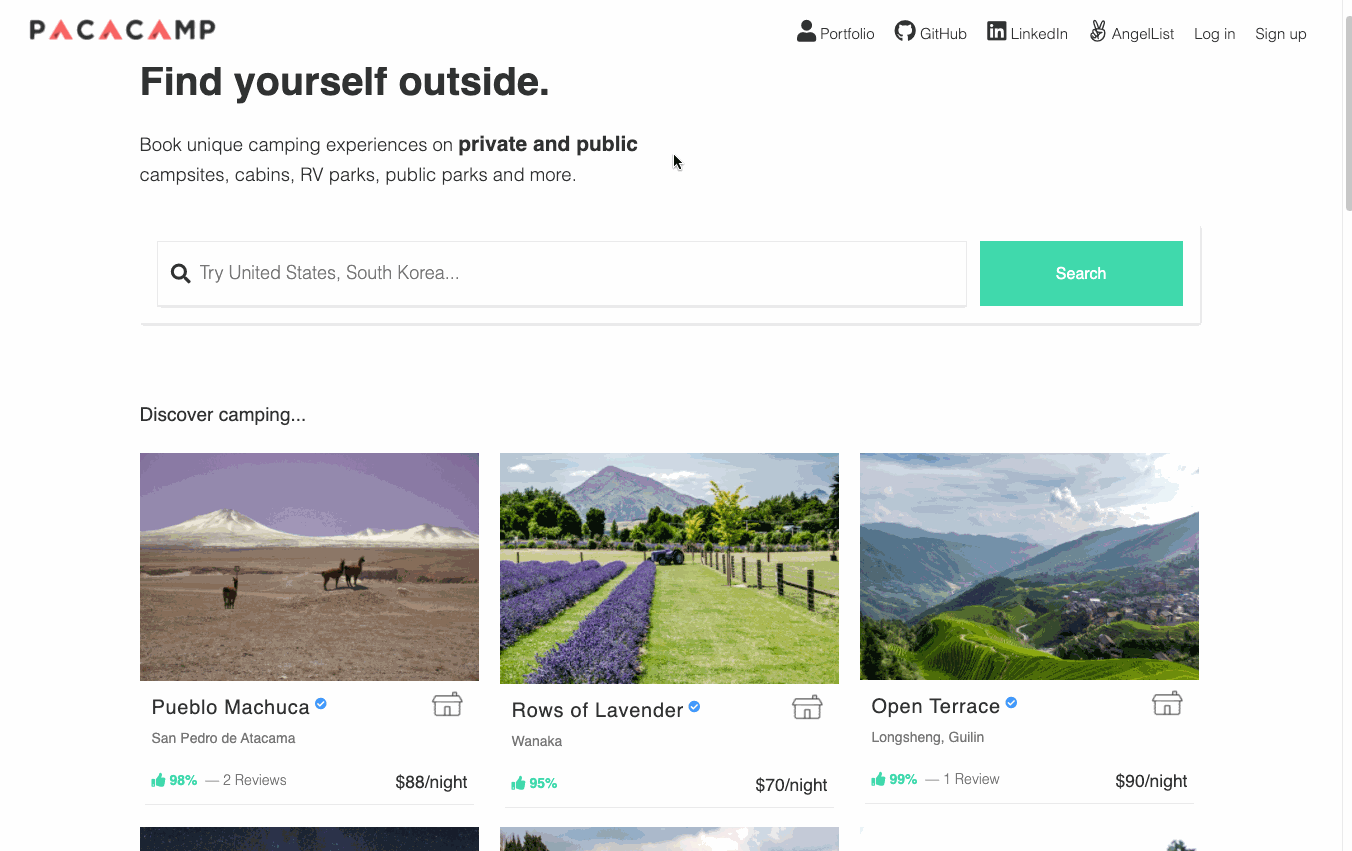 PACACAMP
Portfolio GitHub LinkedIn AngelList Log in Sign up
Find yourself outside.
Book unique camping experiences on private and public
campsites, cabins, RV parks, public parks and more.
Try United States, South Korea...
Search
Discover camping...
Pueblo Machuca
San Pedro de Atacama
98% — 2 Reviews
$88/night
Rows of Lavender
Wanaka
95%
$70/night
Open Terrace
Longsheng, Guilin
99% — 1 Review
$90/night